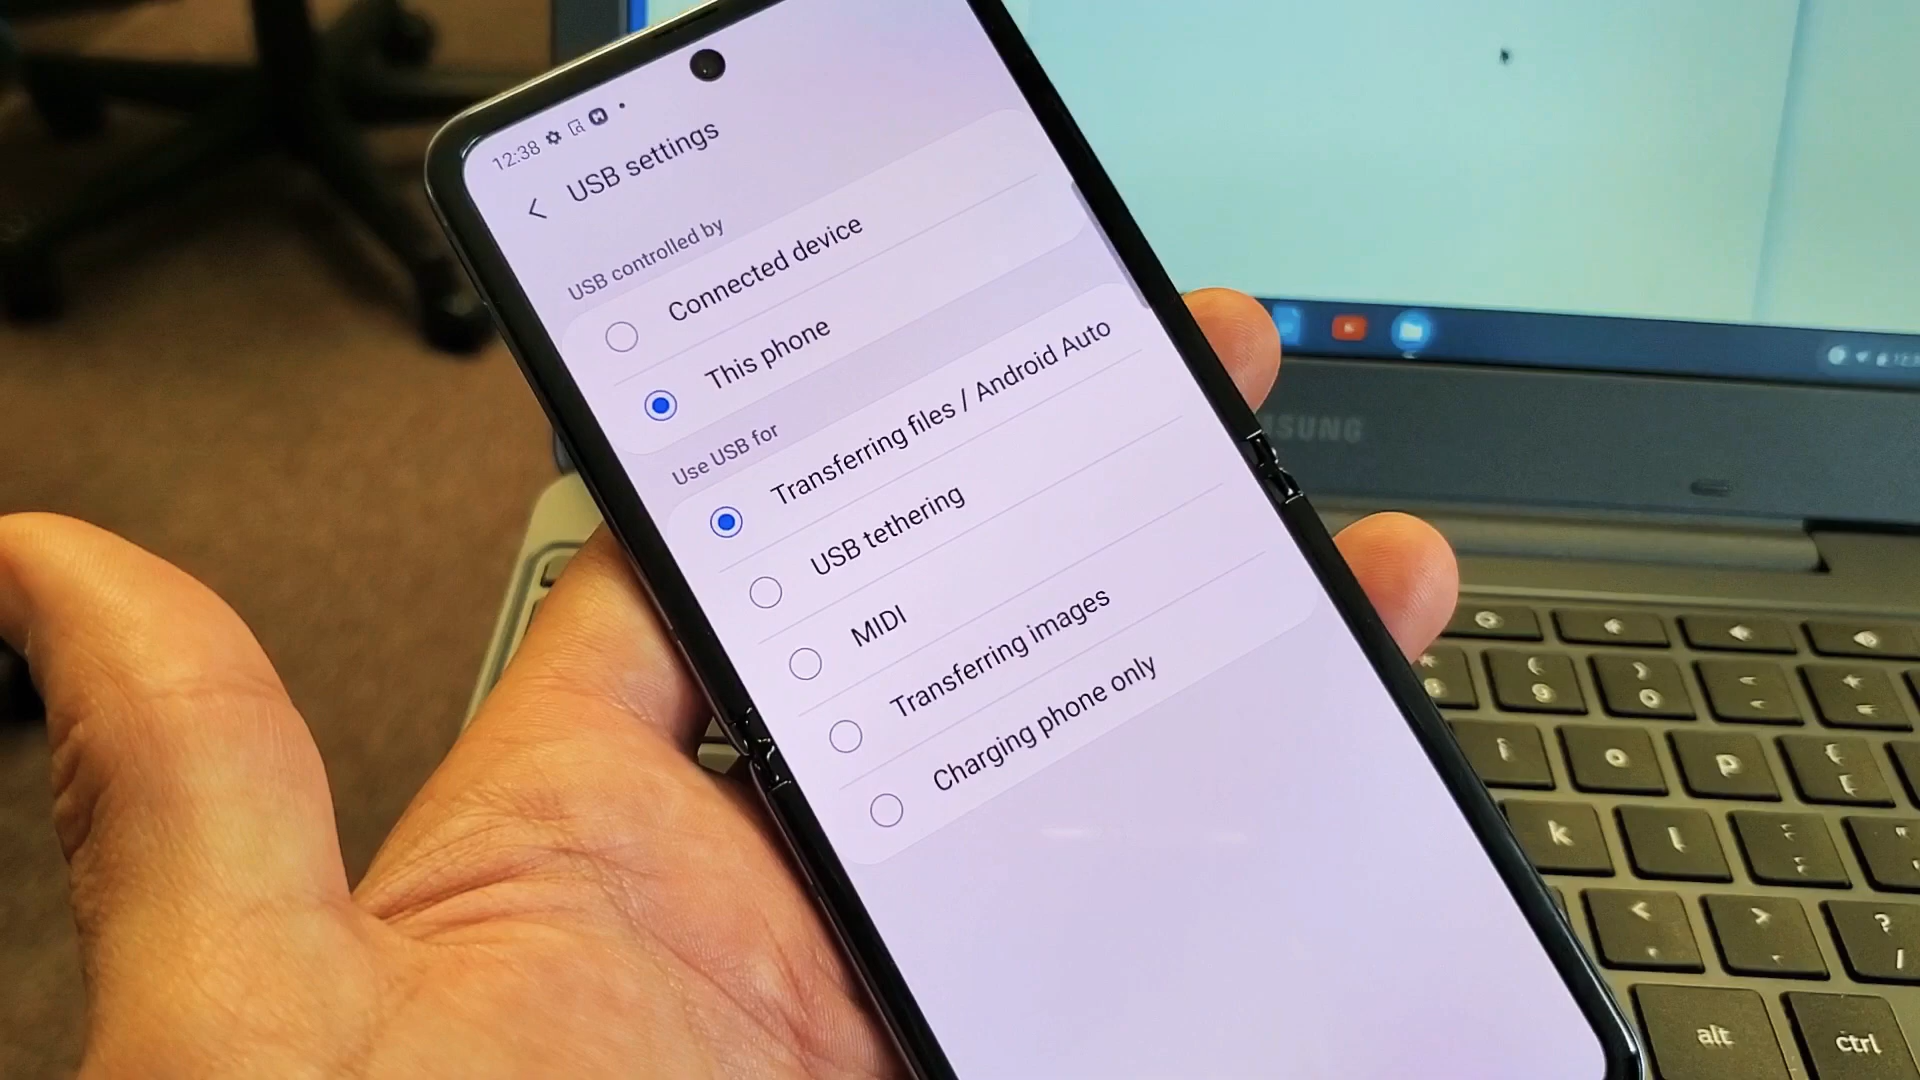 12:38
USB settings
USB controlled by
Connected device
This phone
Use USB for
Transferring files / Android Auto
USB tethering
MIDI
Transferring images
Charging phone only
i
o
p
k
l
alt
ctrl